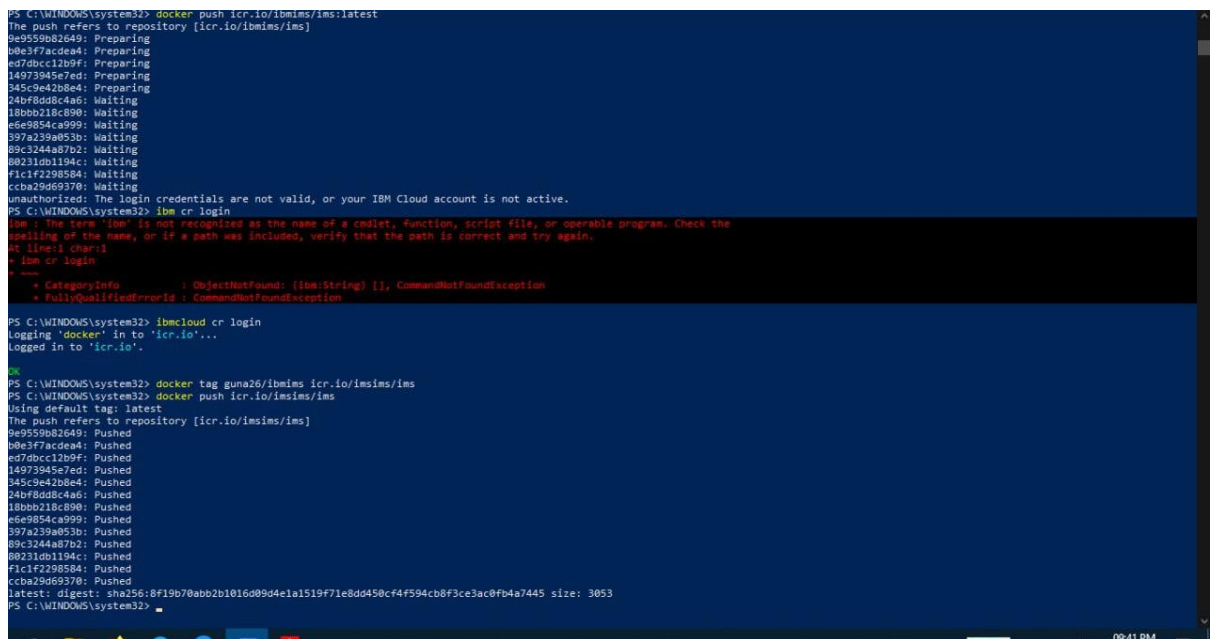 PS C:\WINDOWS\system32> docker push icr.io/ibmims/ims:latest
The push refers to repository [icr.io/ibmims/ims]
9e9559b82649: Preparing
b0e3f7acdea4: Preparing
ed7dbcc12b9f: Preparing
14973945e7ed: Preparing
345c9e42b8e4: Preparing
24bf8dd8c4a6: Waiting
18bbb218c890: Waiting
e6e9854ca999: Waiting
397a239a053b: Waiting
89c3244a87b2: Waiting
80231db1194c: Waiting
f1c1f2298584: Waiting
ccba29d69370: Waiting
unauthorized: The login credentials are not valid, or your IBM Cloud account is not active.
PS C:\WINDOWS\system32> ibm cr login
ibm : The term 'ibm' is not recognized as the name of a cmdlet, function, script file, or operable program. Check the
spelling of the name, or if a path was included, verify that the path is correct and try again.
At line:1 char:1
+ ibm cr login
+ ~~~
    + CategoryInfo          : ObjectNotFound: (ibm:String) [], CommandNotFoundException
    + FullyQualifiedErrorId : CommandNotFoundException
PS C:\WINDOWS\system32> ibmcloud cr login
Logging 'docker' in to 'icr.io'...
Logged in to 'icr.io'.
OK
PS C:\WINDOWS\system32> docker tag guna26/ibmims icr.io/imsims/ims
PS C:\WINDOWS\system32> docker push icr.io/imsims/ims
Using default tag: latest
The push refers to repository [icr.io/imsims/ims]
9e9559b82649: Pushed
b0e3f7acdea4: Pushed
ed7dbcc12b9f: Pushed
14973945e7ed: Pushed
345c9e42b8e4: Pushed
24bf8dd8c4a6: Pushed
18bbb218c890: Pushed
e6e9854ca999: Pushed
397a239a053b: Pushed
89c3244a87b2: Pushed
80231db1194c: Pushed
f1c1f2298584: Pushed
ccba29d69370: Pushed
latest: digest: sha256:8f19b70abb2b1016d09d4e1a1519f71e8dd450cf4f594cb8f3ce3ac0fb4a7445 size: 3053
PS C:\WINDOWS\system32>
09:41 PM